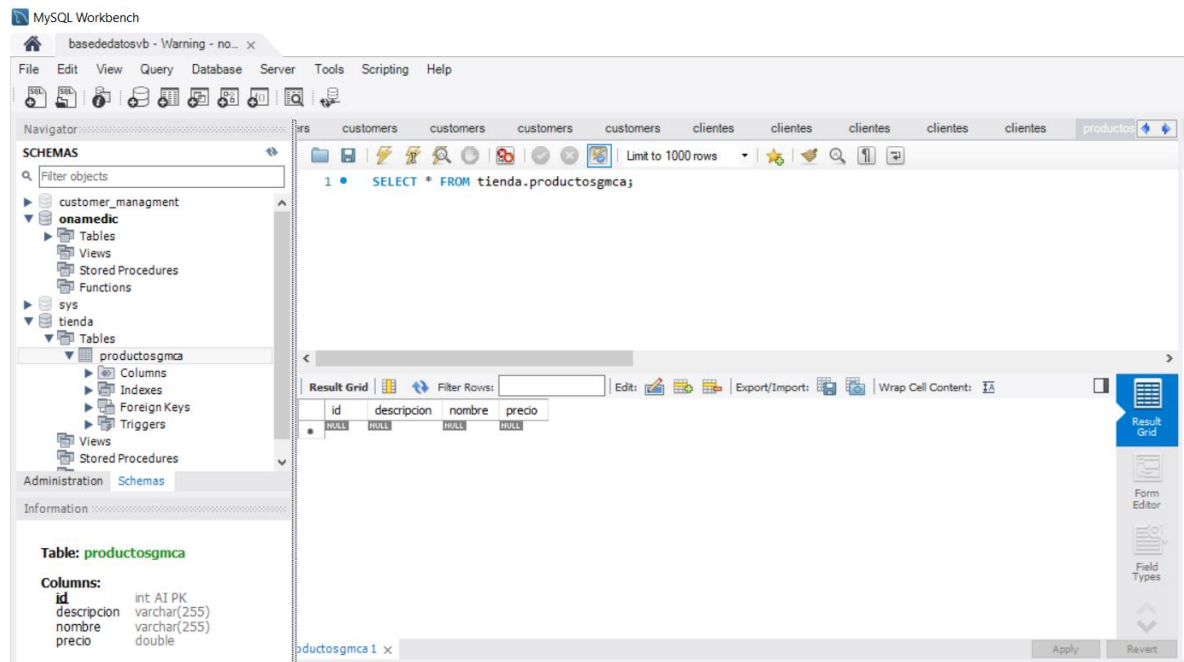 MySQL Workbench
basededatosvb - Warning - no...
File Edit View Query Database Server Tools Scripting Help
Navigator
SCHEMAS
Filter objects
customer_managment
onamedic
Tables
Views
Stored Procedures
Functions
sys
tienda
Tables
productosgmca
Columns
Indexes
Foreign Keys
Triggers
Views
Stored Procedures
Administration Schemas
Information
Table: productosgmca
Columns:
id int AI PK
descripcion varchar(255)
nombre varchar(255)
precio double
ers customers customers customers customers clientes clientes clientes clientes clientes productos
Limit to 1000 rows
1 SELECT * FROM tienda.productosgmca;
Result Grid Filter Rows: Edit: Export/Import: Wrap Cell Content:
id descripcion nombre precio
NULL NULL NULL NULL
Result
Grid
Form
Editor
Field
Types
oductosgmca 1
Apply Revert